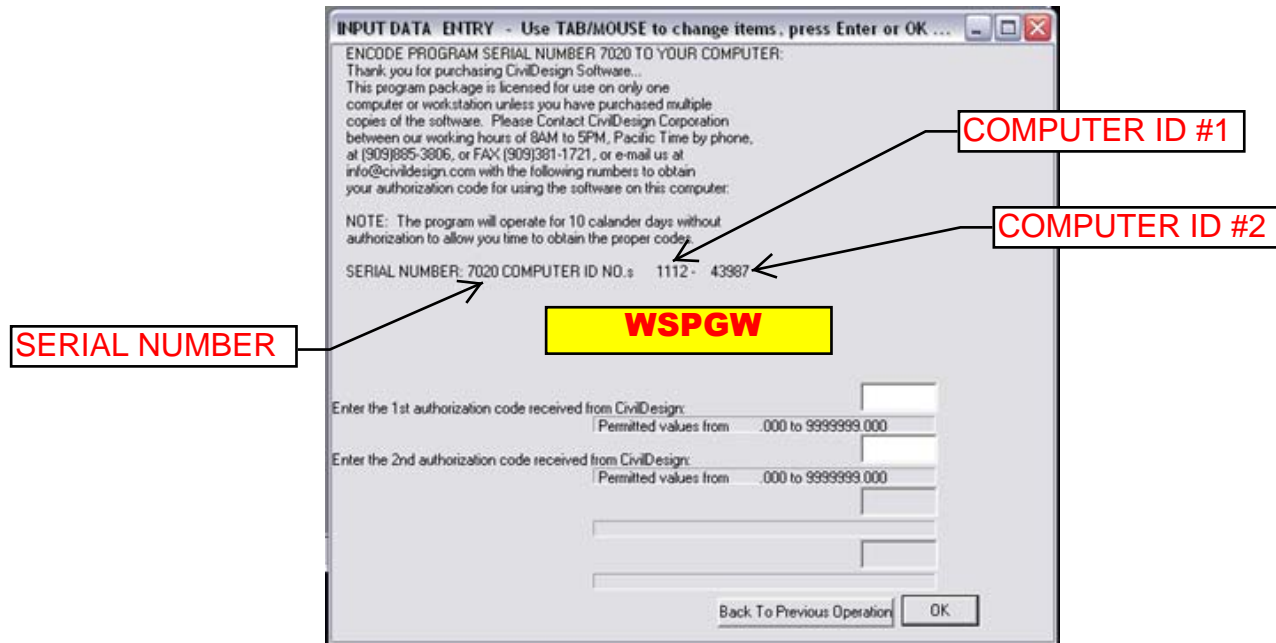 INPUT DATA ENTRY - Use TAB/MOUSE to change items, press Enter or OK ...
ENCODE PROGRAM SERIAL NUMBER 7020 TO YOUR COMPUTER:
Thank you for purchasing CivilDesign Software...
This program package is licensed for use on only one
computer or workstation unless you have purchased multiple
copies of the software. Please Contact CivilDesign Corporation
between our working hours of 8AM to 5PM, Pacific Time by phone,
at (909)885-3806, or FAX (909)381-1721, or e-mail us at
info@civildesign.com with the following numbers to obtain
your authorization code for using the software on this computer:
COMPUTER ID #1
NOTE: The program will operate for 10 calander days without
authorization to allow you time to obtain the proper codes.
COMPUTER ID #2
SERIAL NUMBER: 7020 COMPUTER ID NO.s 1112 - 43987
WSPGW
SERIAL NUMBER
Enter the 1st authorization code received from CivilDesign:
Permitted values from .000 to 9999999.000
Enter the 2nd authorization code received from CivilDesign:
Permitted values from .000 to 9999999.000
Back To Previous Operation
OK